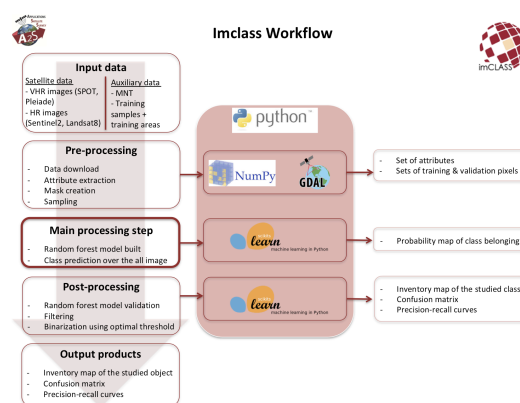 Imclass Workflow
A2S
imCLASS
Input data
Satellite data
- VHR images (SPOT,
Pleiade)
- HR images
(Sentinel2, Landsat8)
Auxiliary data
- MNT
- Training
samples +
training areas
python™
Pre-processing
- Data download
- Attribute extraction
- Mask creation
- Sampling
NumPy
GDAL
- Set of attributes
- Sets of training & validation pixels
Main processing step
- Random forest model built
- Class prediction over the all image
learn
machine learning in Python
- Probability map of class belonging
Post-processing
- Random forest model validation
- Filtering
- Binarization using optimal threshold
learn
machine learning in Python
- Inventory map of the studied class
- Confusion matrix
- Precision-recall curves
Output products
- Inventory map of the studied object
- Confusion matrix
- Precision-recall curves